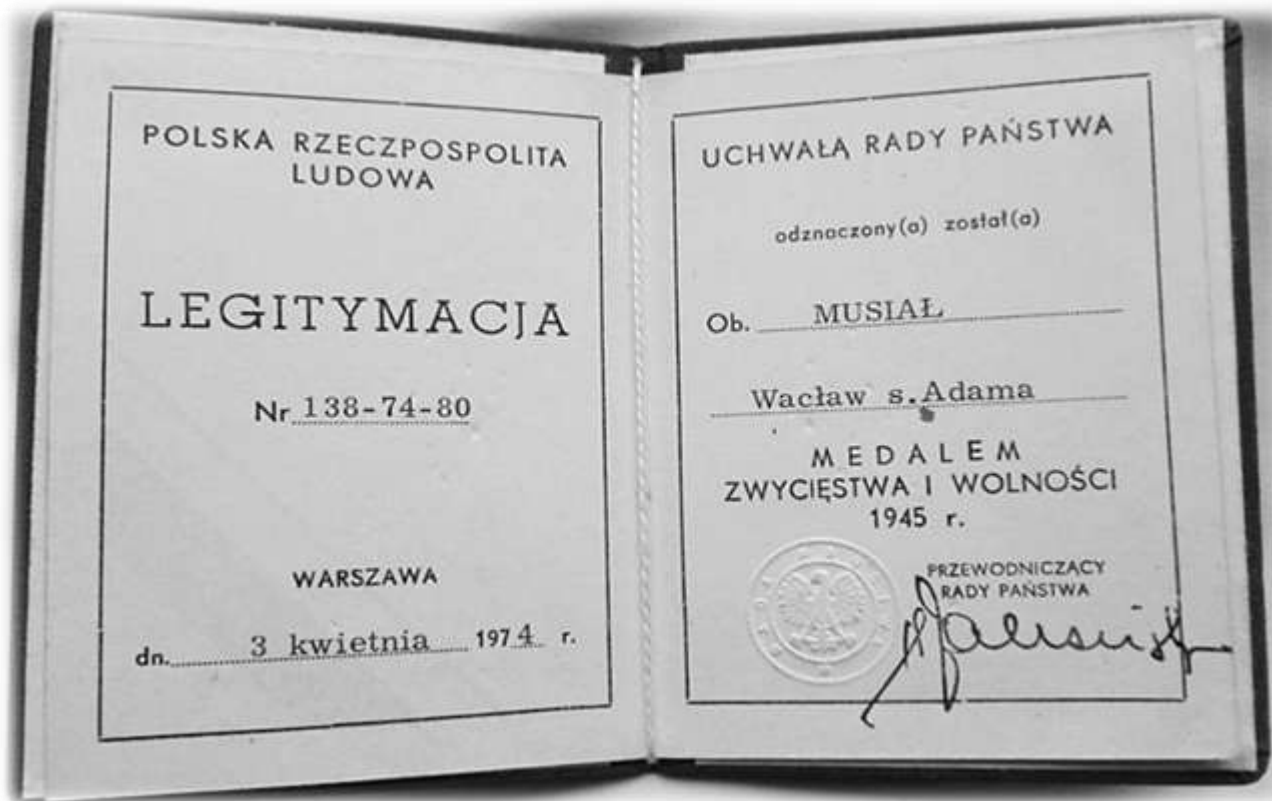 POLSKA RZECZPOSPOLITA
LUDOWA
LEGITYMACJA
Nr 138-74-80
WARSZAWA
dn. 3 kwietnia 1974 r.
UCHWAŁĄ RADY PAŃSTWA
odznaczony(a) został(a)
Ob. MUSIAŁ
Wacław s.Adama
MEDALEM
ZWYCIĘSTWA I WOLNOŚCI
1945 r.
PRZEWODNICZĄCY
RADY PAŃSTWA